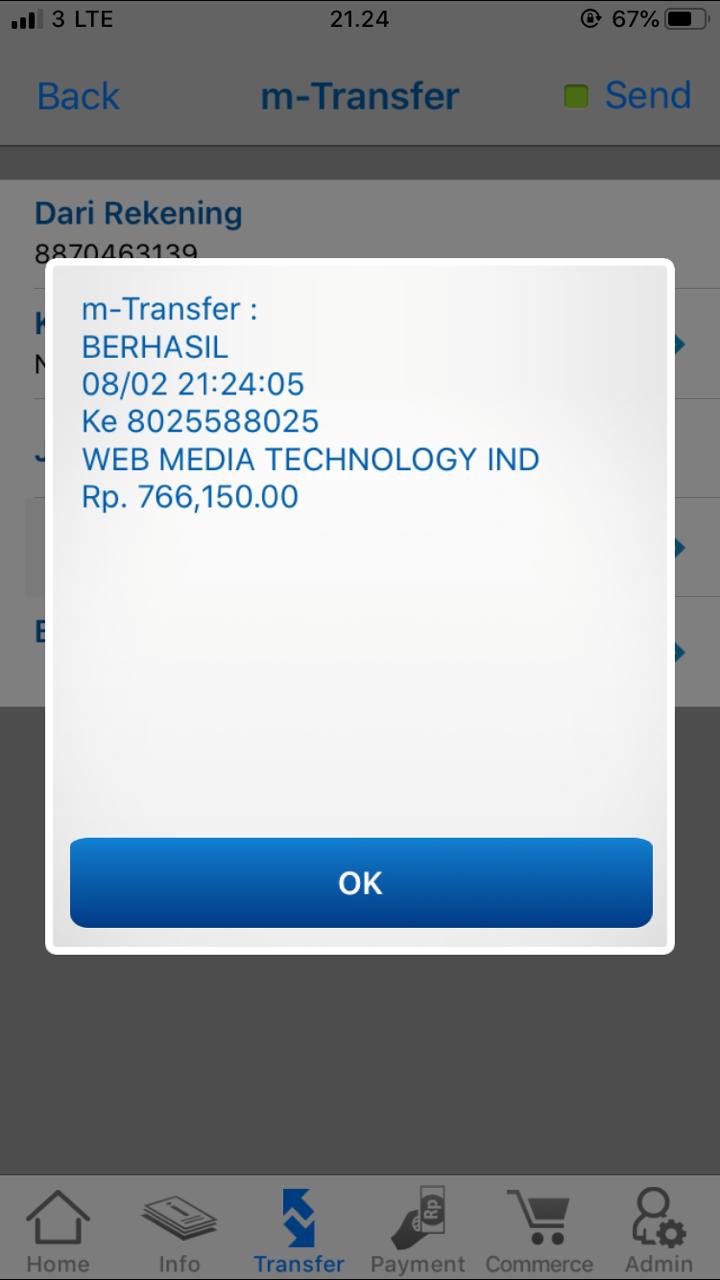 3 LTE 21.24 67%
Back m-Transfer Send
Dari Rekening
8870463139
m-Transfer :
BERHASIL
08/02 21:24:05
Ke 8025588025
WEB MEDIA TECHNOLOGY IND
Rp. 766,150.00
OK
Home Info Transfer Payment Commerce Admin